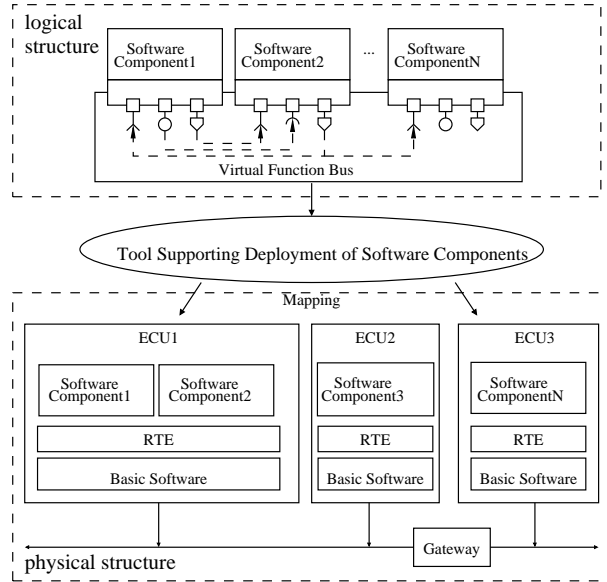 logical
structure
Software
Component1
Software
Component2
...
Software
ComponentN
Virtual Function Bus
Tool Supporting Deployment of Software Components
Mapping
ECU1
ECU2
ECU3
Software
Component1
Software
Component2
Software
Component3
Software
ComponentN
RTE
RTE
RTE
Basic Software
Basic Software
Basic Software
Gateway
physical structure